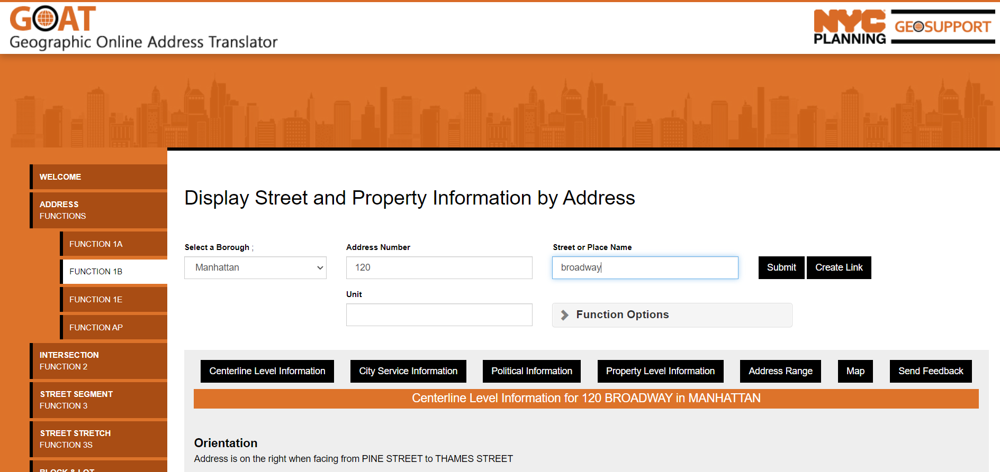 GOAT
Geographic Online Address Translator
NYC
PLANNING
GEOSUPPORT
WELCOME
ADDRESS
FUNCTIONS
FUNCTION 1A
FUNCTION 1B
FUNCTION 1E
FUNCTION AP
INTERSECTION
FUNCTION 2
STREET SEGMENT
FUNCTION 3
STREET STRETCH
FUNCTION 3S
BLOCK & LOT
Display Street and Property Information by Address
Select a Borough ;
Address Number
Street or Place Name
Manhattan
120
broadway
Submit
Create Link
Unit
Function Options
Centerline Level Information
City Service Information
Political Information
Property Level Information
Address Range
Map
Send Feedback
Centerline Level Information for 120 BROADWAY in MANHATTAN
Orientation
Address is on the right when facing from PINE STREET to THAMES STREET